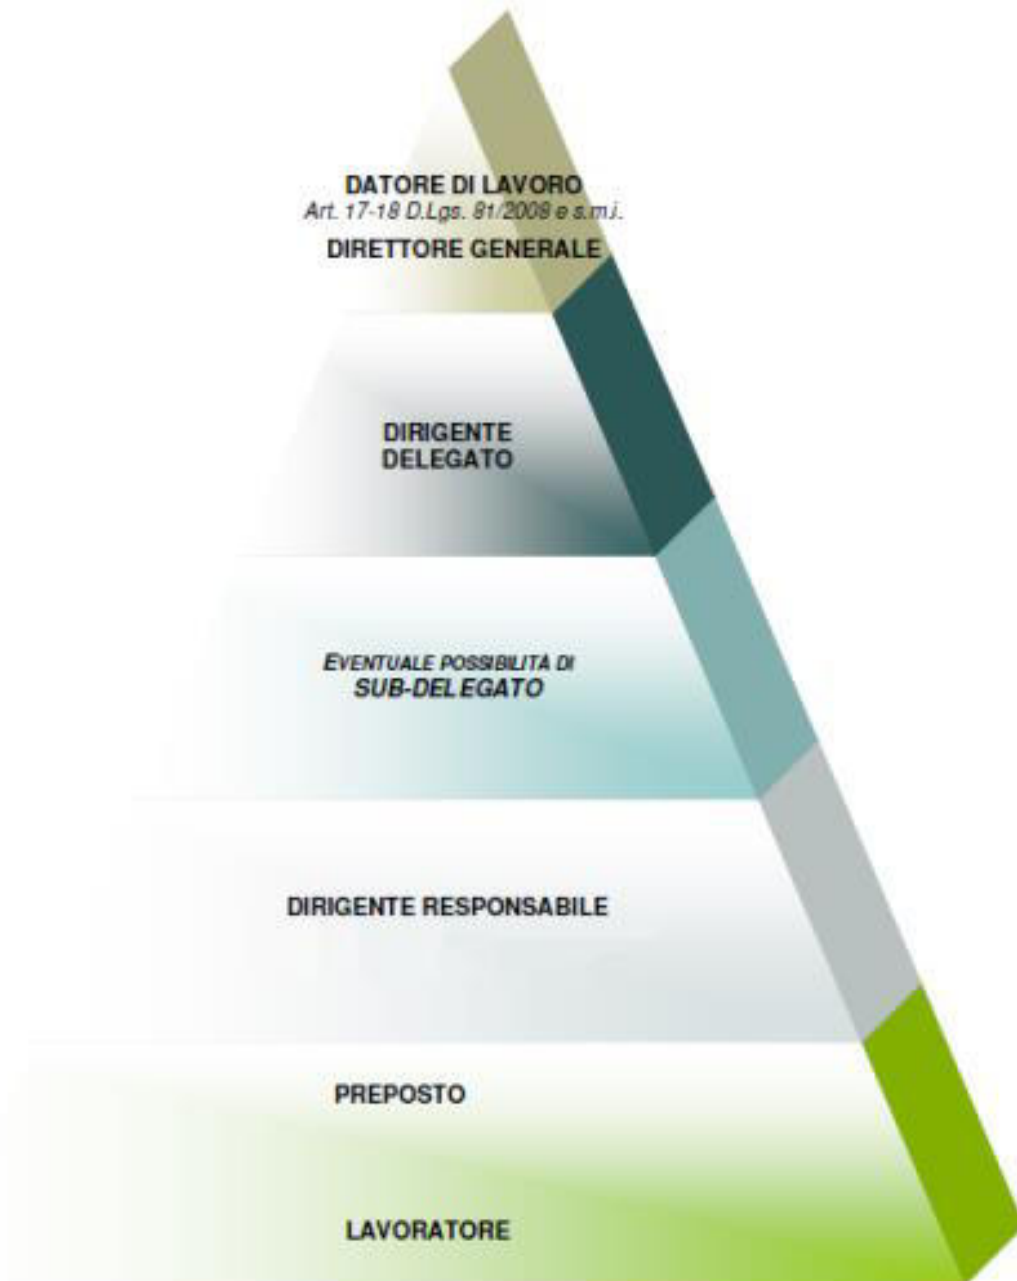 DATORE DI LAVORO
Art. 17-18 D.Lgs. 81/2008 e s.m.i.
DIRETTORE GENERALE
DIRIGENTE
DELEGATO
EVENTUALE POSSIBILITÀ DI
SUB-DELEGATO
DIRIGENTE RESPONSABILE
PREPOSTO
LAVORATORE